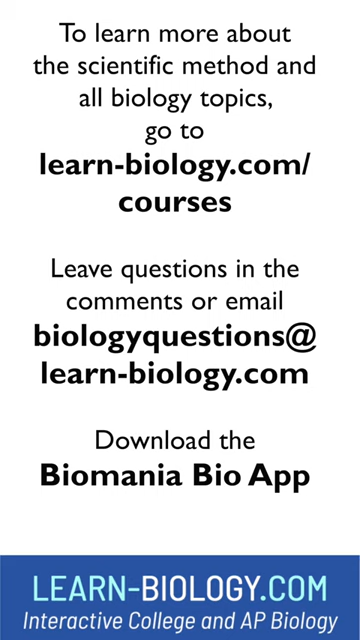 To learn more about
the scientific method and
all biology topics,
go to
learn-biology.com/
courses
Leave questions in the
comments or email
biologyquestions@
learn-biology.com
Download the
Biomania Bio App
LEARN-BIOLOGY.COM
Interactive College and AP Biology